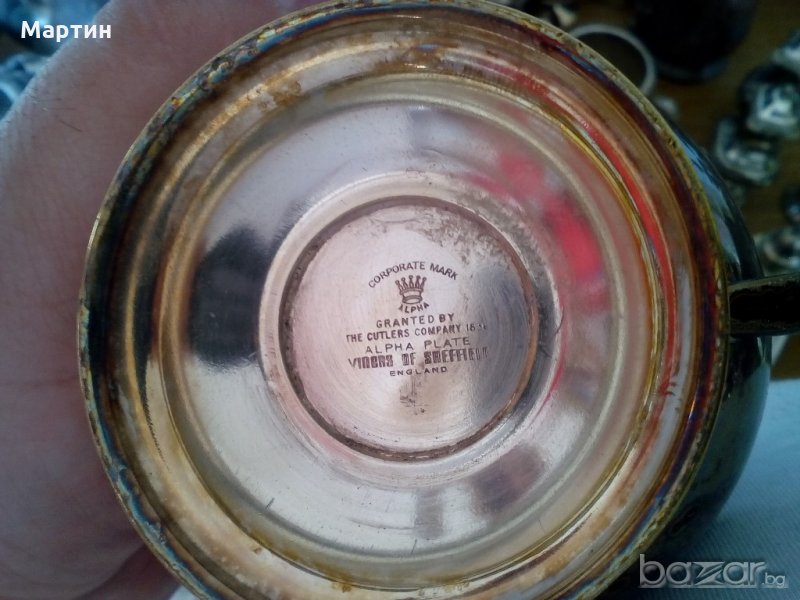 Мартин
CORPORATE MARK
ALPHA
GRANTED BY
THE CUTLERS COMPANY
ALPHA PLATE
VINERS OF SHEFFIELD
ENGLAND
bazar.bg